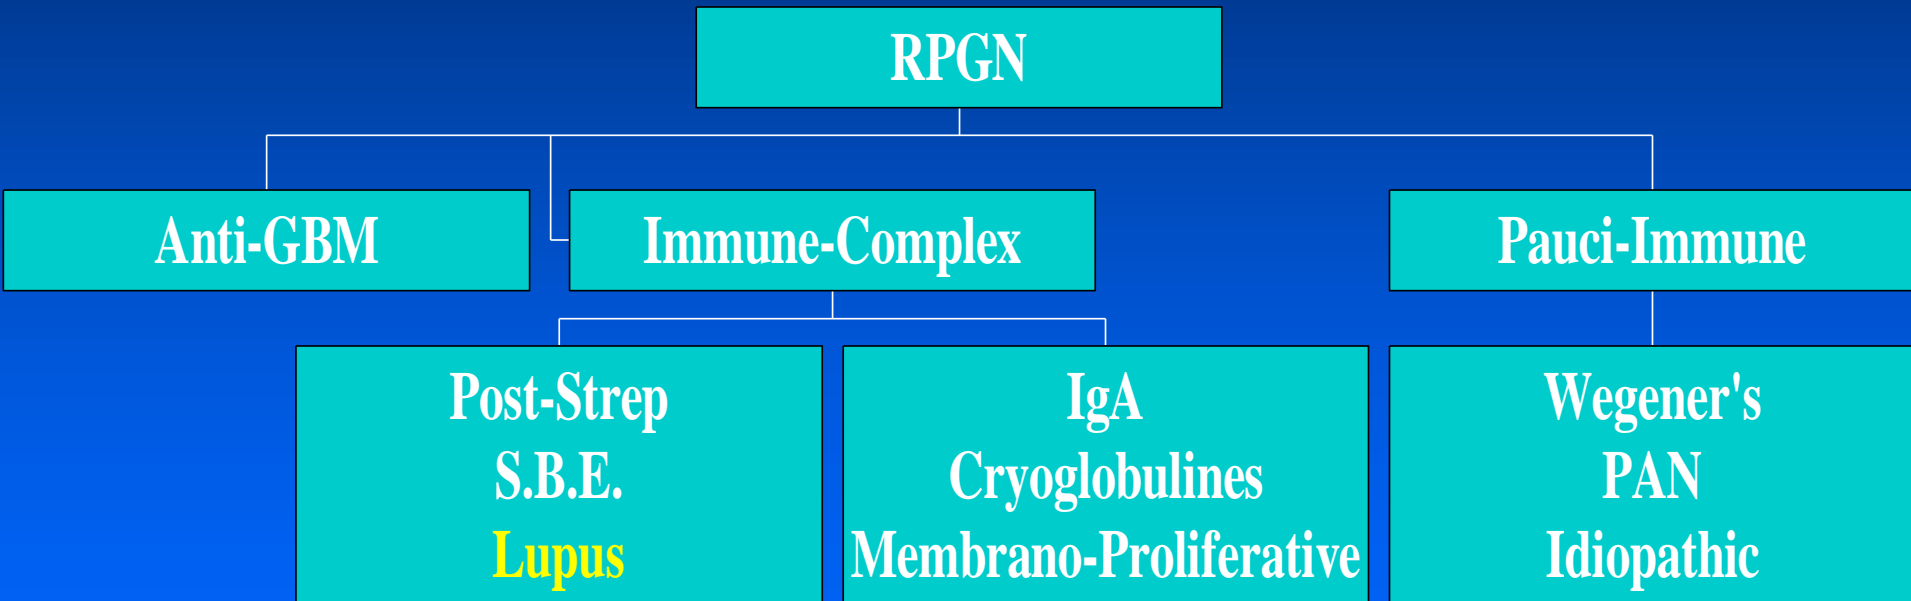 RPGN
Anti-GBM
Immune-Complex
Pauci-Immune
Post-Strep
S.B.E.
Lupus
IgA
Cryoglobulines
Membrano-Proliferative
Wegener's
PAN
Idiopathic